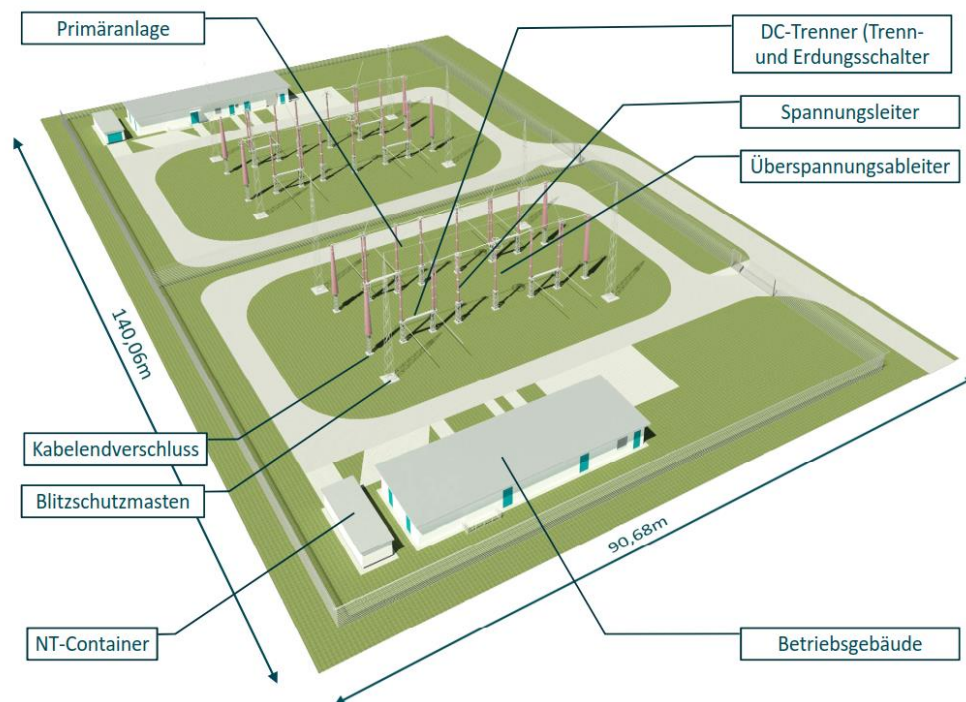 Primäranlage
DC-Trenner (Trenn-
und Erdungsschalter
Spannungsleiter
Überspannungsableiter
140,06m
Kabelendverschluss
Blitzschutzmasten
90,68m
NT-Container
Betriebsgebäude